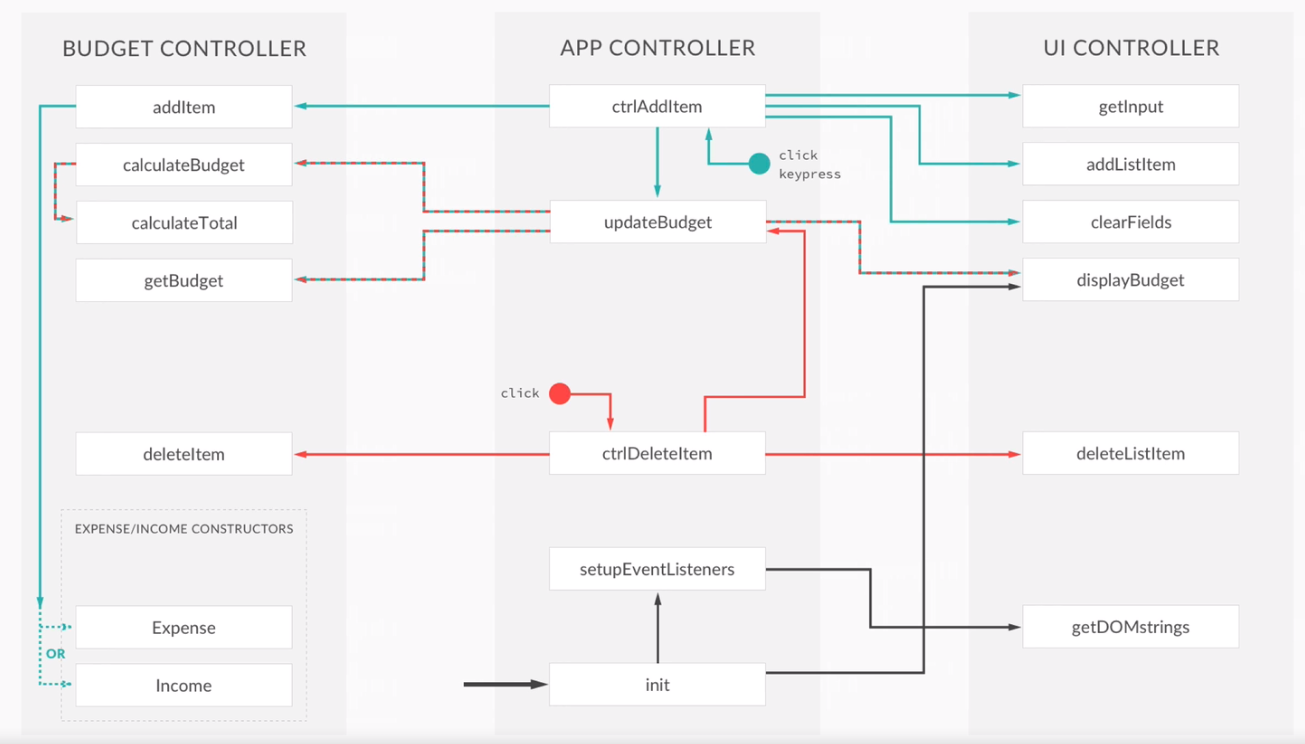 BUDGET CONTROLLER
APP CONTROLLER
UI CONTROLLER
addItem
ctrlAddItem
getInput
calculateBudget
click
keypress
addListItem
calculateTotal
updateBudget
clearFields
getBudget
displayBudget
click
deleteItem
ctrlDeleteItem
deleteListItem
EXPENSE/INCOME CONSTRUCTORS
setupEventListeners
Expense
getDOMstrings
OR
Income
init